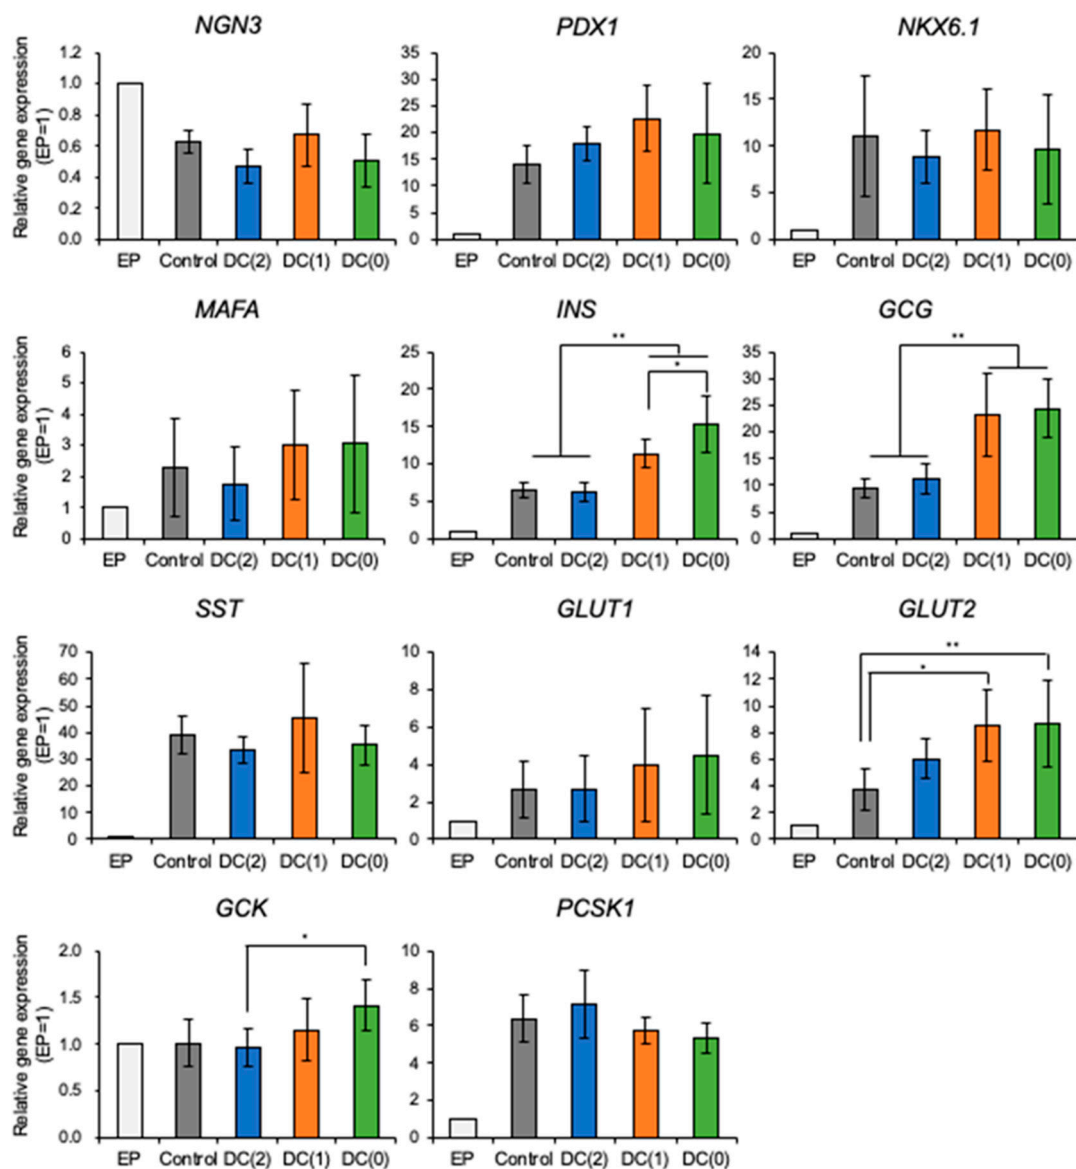 NGN3
PDX1
NKX6.1
Relative gene expression
(EP=1)
1.2
1.0
0.8
0.6
0.4
0.2
0.0
EP Control DC(2) DC(1) DC(0)
35
30
25
20
15
10
5
0
EP Control DC(2) DC(1) DC(0)
20
15
10
5
0
EP Control DC(2) DC(1) DC(0)
MAFA
INS
GCG
Relative gene expression
(EP=1)
6
5
4
3
2
1
0
EP Control DC(2) DC(1) DC(0)
25
20
15
10
5
0
**
*
EP Control DC(2) DC(1) DC(0)
35
30
25
20
15
10
5
0
**
EP Control DC(2) DC(1) DC(0)
SST
GLUT1
GLUT2
Relative gene expression
(EP=1)
70
60
50
40
30
20
10
0
EP Control DC(2) DC(1) DC(0)
10
8
6
4
2
0
EP Control DC(2) DC(1) DC(0)
14
12
10
8
6
4
2
0
**
*
EP Control DC(2) DC(1) DC(0)
GCK
PCSK1
Relative gene expression
(EP=1)
2.0
1.5
1.0
0.5
0.0
*
EP Control DC(2) DC(1) DC(0)
10
8
6
4
2
0
EP Control DC(2) DC(1) DC(0)